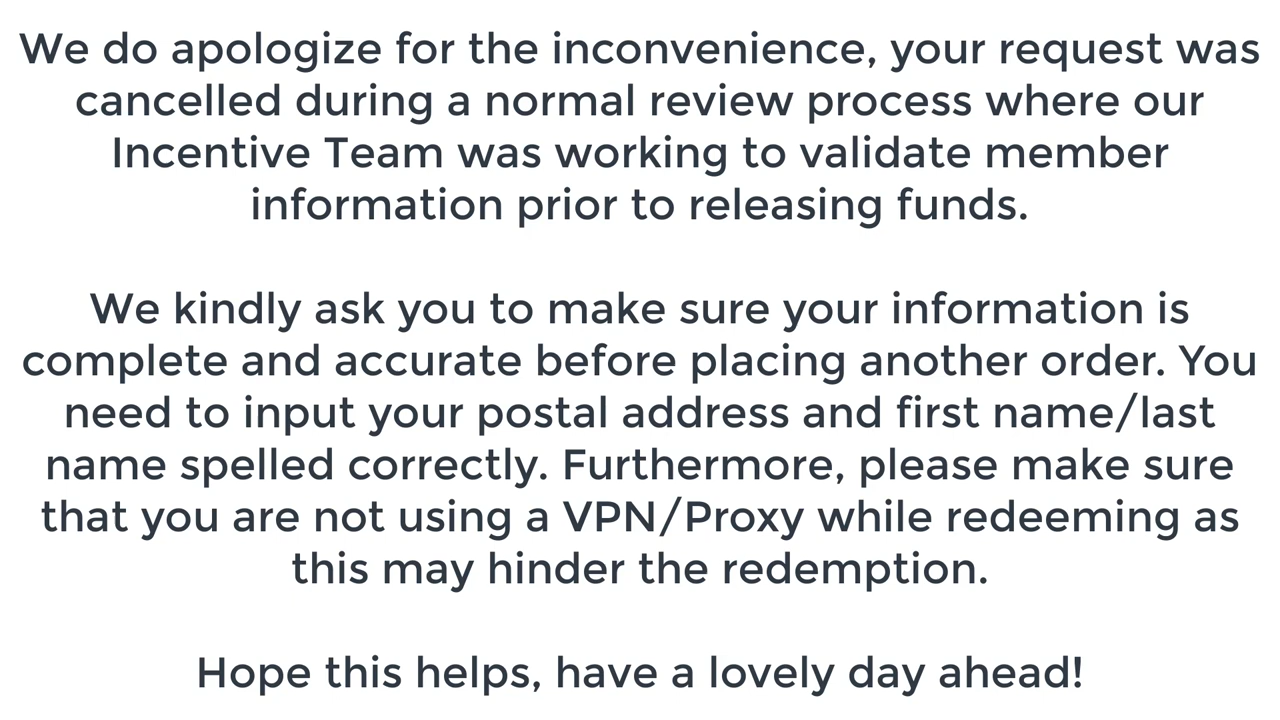 We do apologize for the inconvenience, your request was
cancelled during a normal review process where our
Incentive Team was working to validate member
information prior to releasing funds.
We kindly ask you to make sure your information is
complete and accurate before placing another order. You
need to input your postal address and first name/last
name spelled correctly. Furthermore, please make sure
that you are not using a VPN/Proxy while redeeming as
this may hinder the redemption.
Hope this helps, have a lovely day ahead!